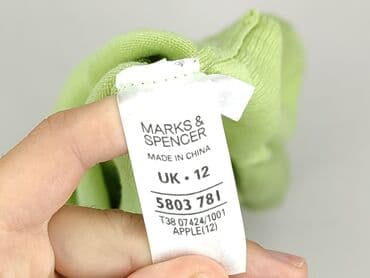 MARKS &
SPENCER
MADE IN CHINA
UK · 12
5803 781
T38 07424/1001
APPLE(12)